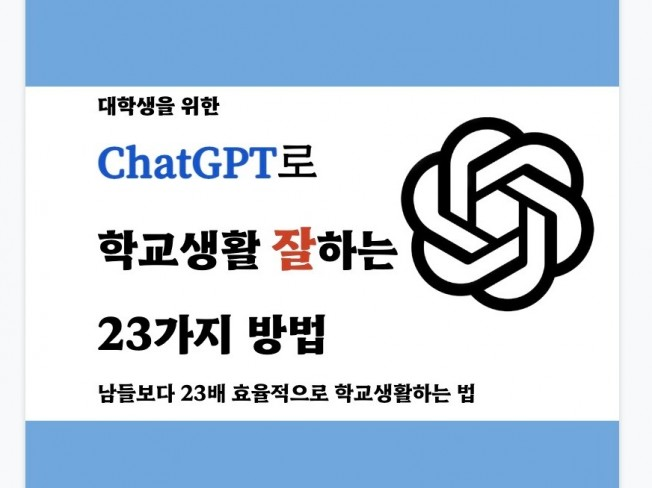 대학생을 위한
ChatGPT로
학교생활 잘하는
23가지 방법
남들보다 23배 효율적으로 학교생활하는 법